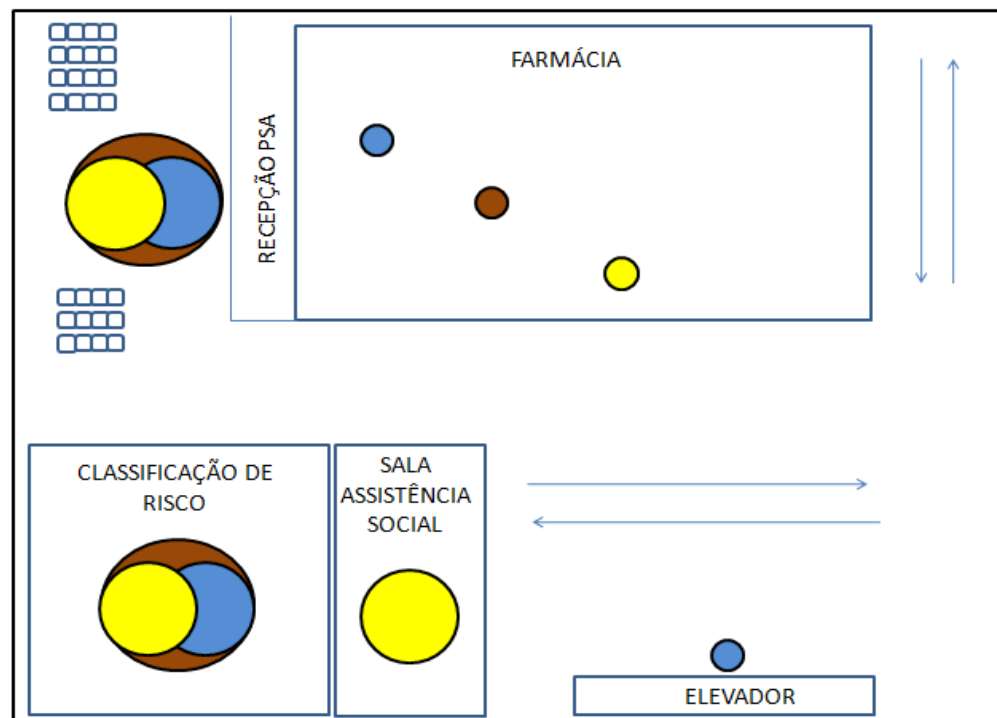 RECEPÇÃO PSA
FARMÁCIA
CLASSIFICAÇÃO DE
RISCO
SALA
ASSISTÊNCIA
SOCIAL
ELEVADOR